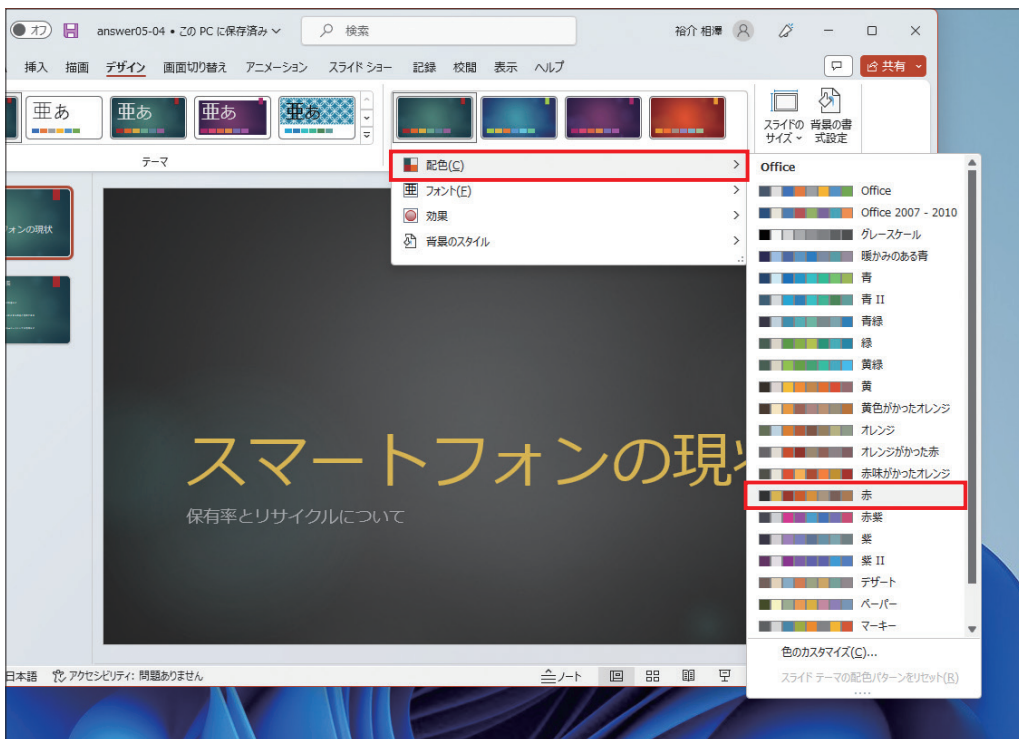 オフ
answer05-04 • この PC に保存済み
検索
裕介 相澤
挿入 描画 デザイン 画面切り替え アニメーション スライド ショー 記録 校閲 表示 ヘルプ
共有
亜あ 亜あ 亜あ 亜あ
スライドの サイズ
背景の書 式設定
テーマ
配色(C)
フォント(F)
効果
背景のスタイル
Office
Office
Office 2007 - 2010
グレースケール
暖かみのある青
青
青 II
青緑
緑
黄緑
黄
黄色がかったオレンジ
オレンジ
オレンジがかった赤
赤味がかったオレンジ
赤
赤紫
紫
紫 II
デザート
ペーパー
マーキー
色のカスタマイズ(C)...
スライド テーマの配色パターンをリセット(R)
フォンの現状
スマートフォンの現
保有率とリサイクルについて
日本語 アクセシビリティ: 問題ありません
ノート